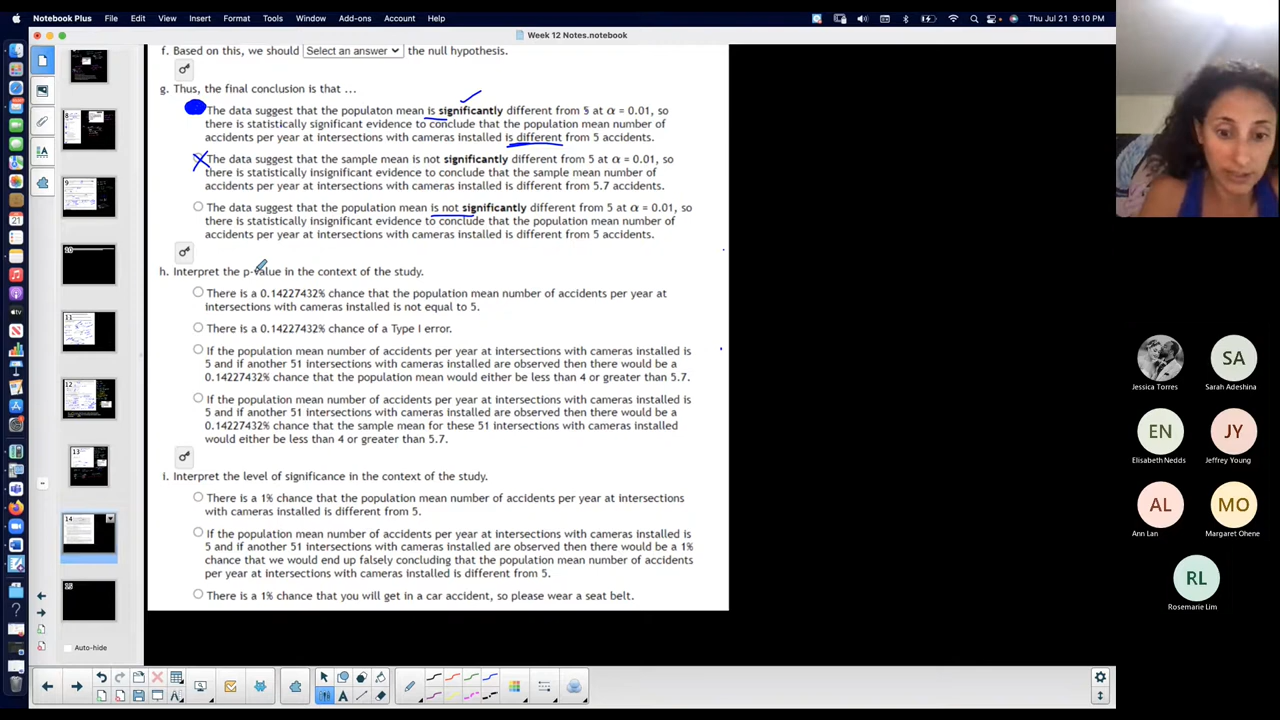 Notebook Plus File Edit View Insert Format Tools Window Add-ons Account Help
Thu Jul 21 9:10 PM
Week 12 Notes.notebook
f. Based on this, we should Select an answer the null hypothesis.
g. Thus, the final conclusion is that ...
The data suggest that the populaton mean is significantly different from 5 at α = 0.01, so
there is statistically significant evidence to conclude that the population mean number of
accidents per year at intersections with cameras installed is different from 5 accidents.
The data suggest that the sample mean is not significantly different from 5 at α = 0.01, so
there is statistically insignificant evidence to conclude that the sample mean number of
accidents per year at intersections with cameras installed is different from 5.7 accidents.
The data suggest that the population mean is not significantly different from 5 at α = 0.01, so
there is statistically insignificant evidence to conclude that the population mean number of
accidents per year at intersections with cameras installed is different from 5 accidents.
h. Interpret the p-value in the context of the study.
There is a 0.14227432% chance that the population mean number of accidents per year at
intersections with cameras installed is not equal to 5.
There is a 0.14227432% chance of a Type I error.
If the population mean number of accidents per year at intersections with cameras installed is
5 and if another 51 intersections with cameras installed are observed then there would be a
0.14227432% chance that the population mean would either be less than 4 or greater than 5.7.
If the population mean number of accidents per year at intersections with cameras installed is
5 and if another 51 intersections with cameras installed are observed then there would be a
0.14227432% chance that the sample mean for these 51 intersections with cameras installed
would either be less than 4 or greater than 5.7.
i. Interpret the level of significance in the context of the study.
There is a 1% chance that the population mean number of accidents per year at intersections
with cameras installed is different from 5.
If the population mean number of accidents per year at intersections with cameras installed is
5 and if another 51 intersections with cameras installed are observed then there would be a 1%
chance that we would end up falsely concluding that the population mean number of accidents
per year at intersections with cameras installed is different from 5.
There is a 1% chance that you will get in a car accident, so please wear a seat belt.
8
9
11
12
13
14
Auto-hide
Jessica Torres
SA
Sarah Adeshina
EN
Elisabeth Nedds
JY
Jeffrey Young
AL
Ann Lan
MO
Margaret Ohene
RL
Rosemarie Lim